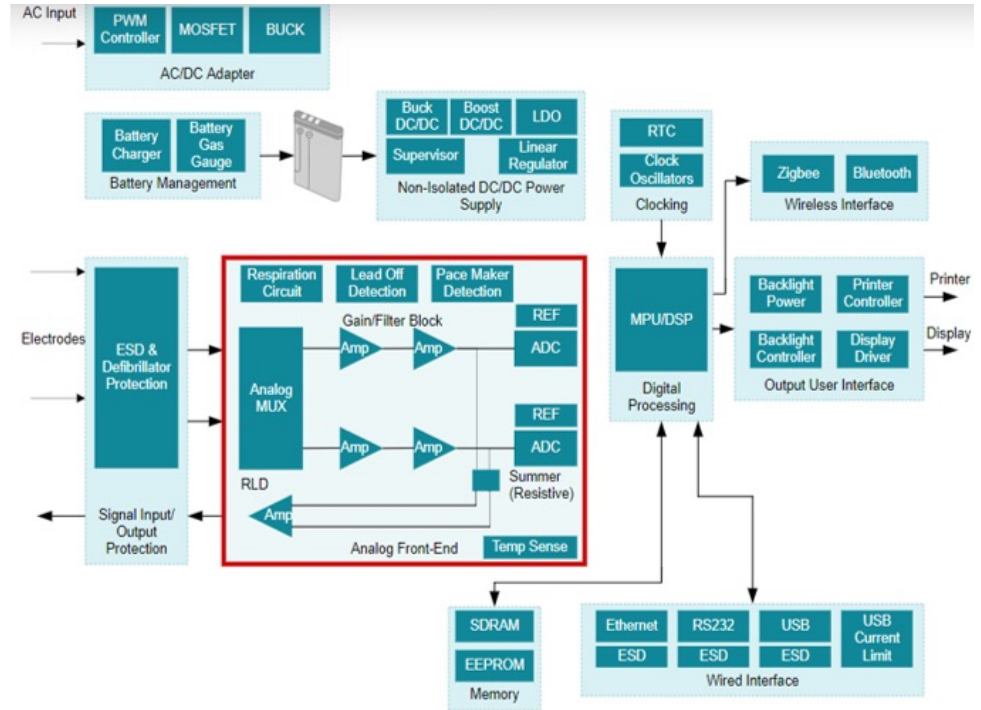 AC Input
PWM
Controller
MOSFET
BUCK
AC/DC Adapter
Battery
Charger
Battery
Gas
Gauge
Battery Management
Buck
DC/DC
Boost
DC/DC
LDO
Supervisor
Linear
Regulator
Non-Isolated DC/DC Power
Supply
RTC
Clock
Oscillators
Clocking
Zigbee
Bluetooth
Wireless Interface
Electrodes
ESD &
Defibrillator
Protection
Signal Input/
Output
Protection
Respiration
Circuit
Lead Off
Detection
Pace Maker
Detection
Gain/Filter Block
REF
Amp
Amp
ADC
Analog
MUX
REF
Amp
Amp
ADC
RLD
Summer
(Resistive)
Amp
Analog Front-End
Temp Sense
MPU/DSP
Digital
Processing
Backlight
Power
Printer
Controller
Printer
Backlight
Controller
Display
Driver
Display
Output User Interface
SDRAM
EEPROM
Memory
Ethernet
RS232
USB
USB
Current
Limit
ESD
ESD
ESD
Wired Interface